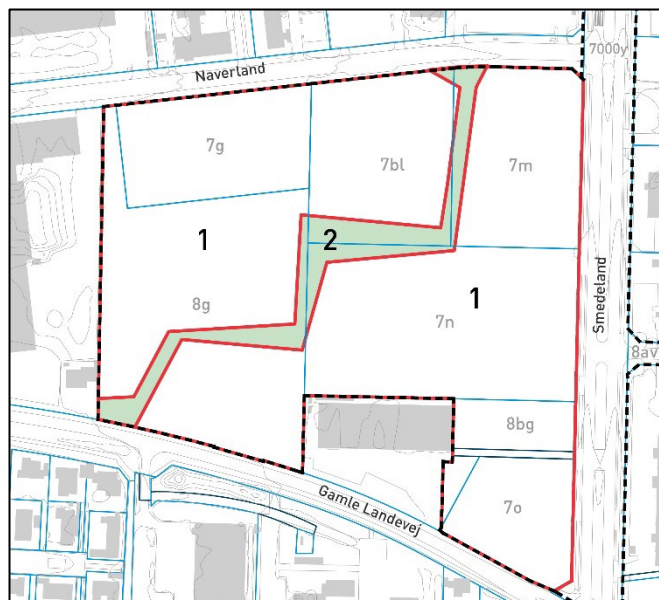 7000y
Naverland
7g
7bl
7m
1
2
8g
1
7n
Smedeland
8av
8bg
Gamle Landevej
7o